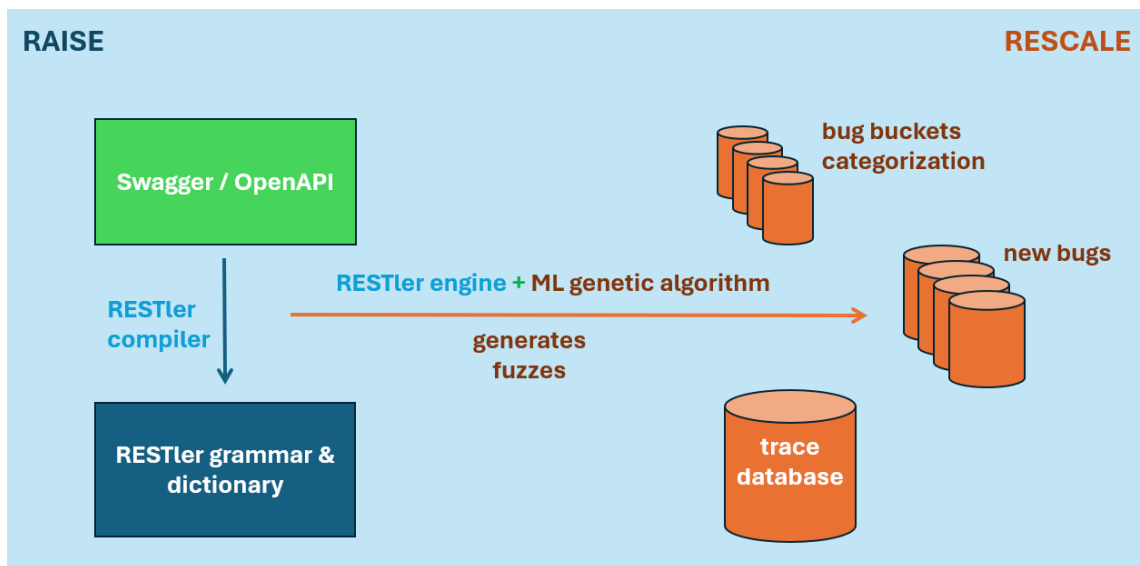 RAISE
RESCALE
Swagger / OpenAPI
bug buckets
categorization
new bugs
RESTler engine + ML genetic algorithm
RESTler
compiler
generates
fuzzes
RESTler grammar &
dictionary
trace
database